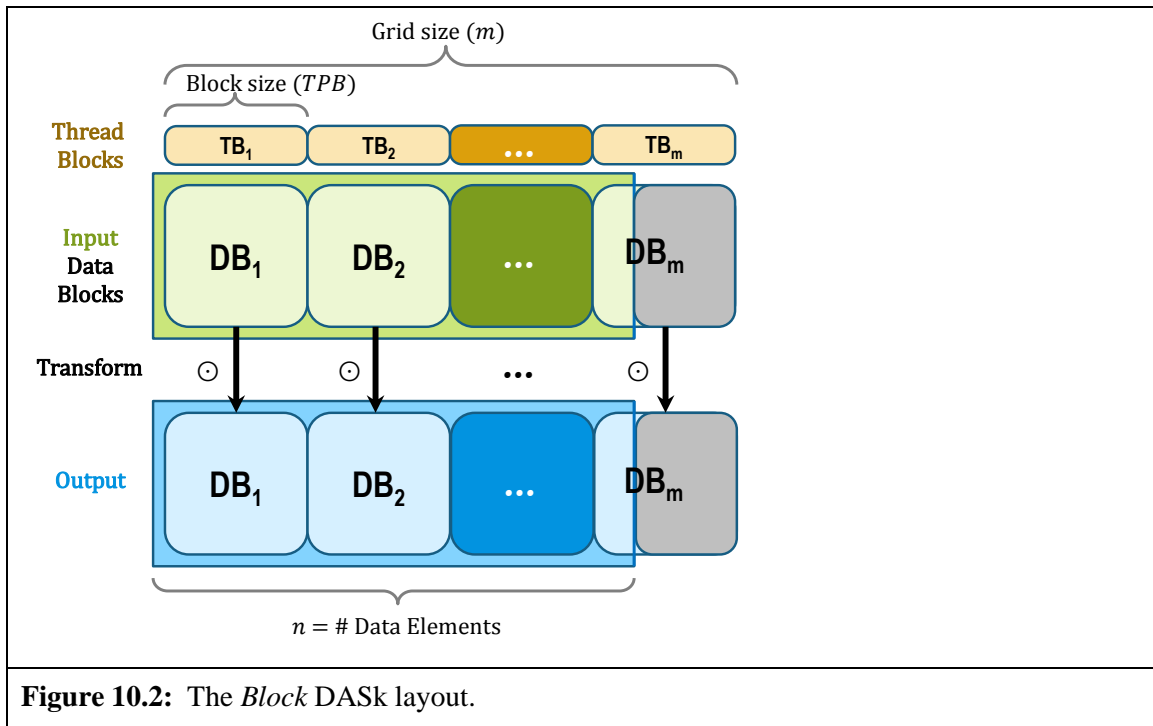 Grid size (𝑚)
Block size (𝑇𝑃𝐵)
Thread
Blocks
TB₁ TB₂ ... TBₘ
Input
Data
Blocks
DB₁ DB₂ ... DBₘ
Transform ⊙ ⊙ ... ⊙
Output
DB₁ DB₂ ... DBₘ
𝑛 = # Data Elements
Figure 10.2: The Block DASk layout.